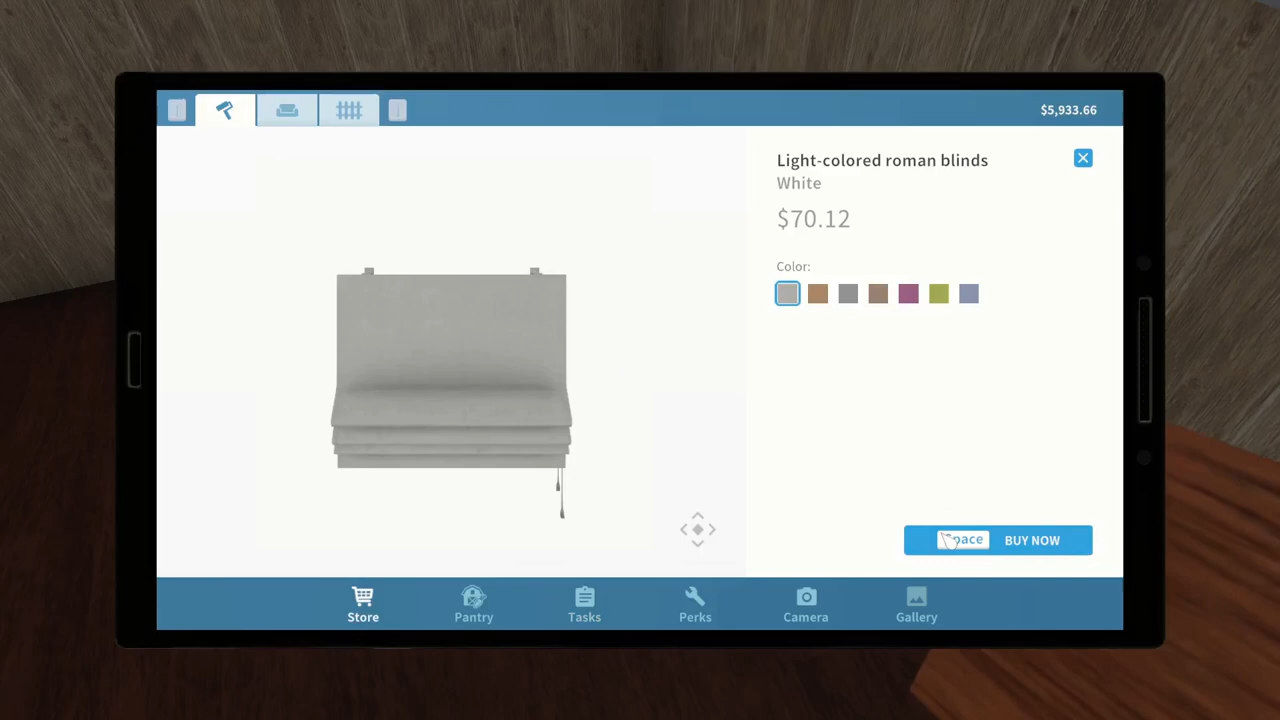 $5,933.66
Light-colored roman blinds
White
$70.12
Color:
Space BUY NOW
Store Pantry Tasks Perks Camera Gallery